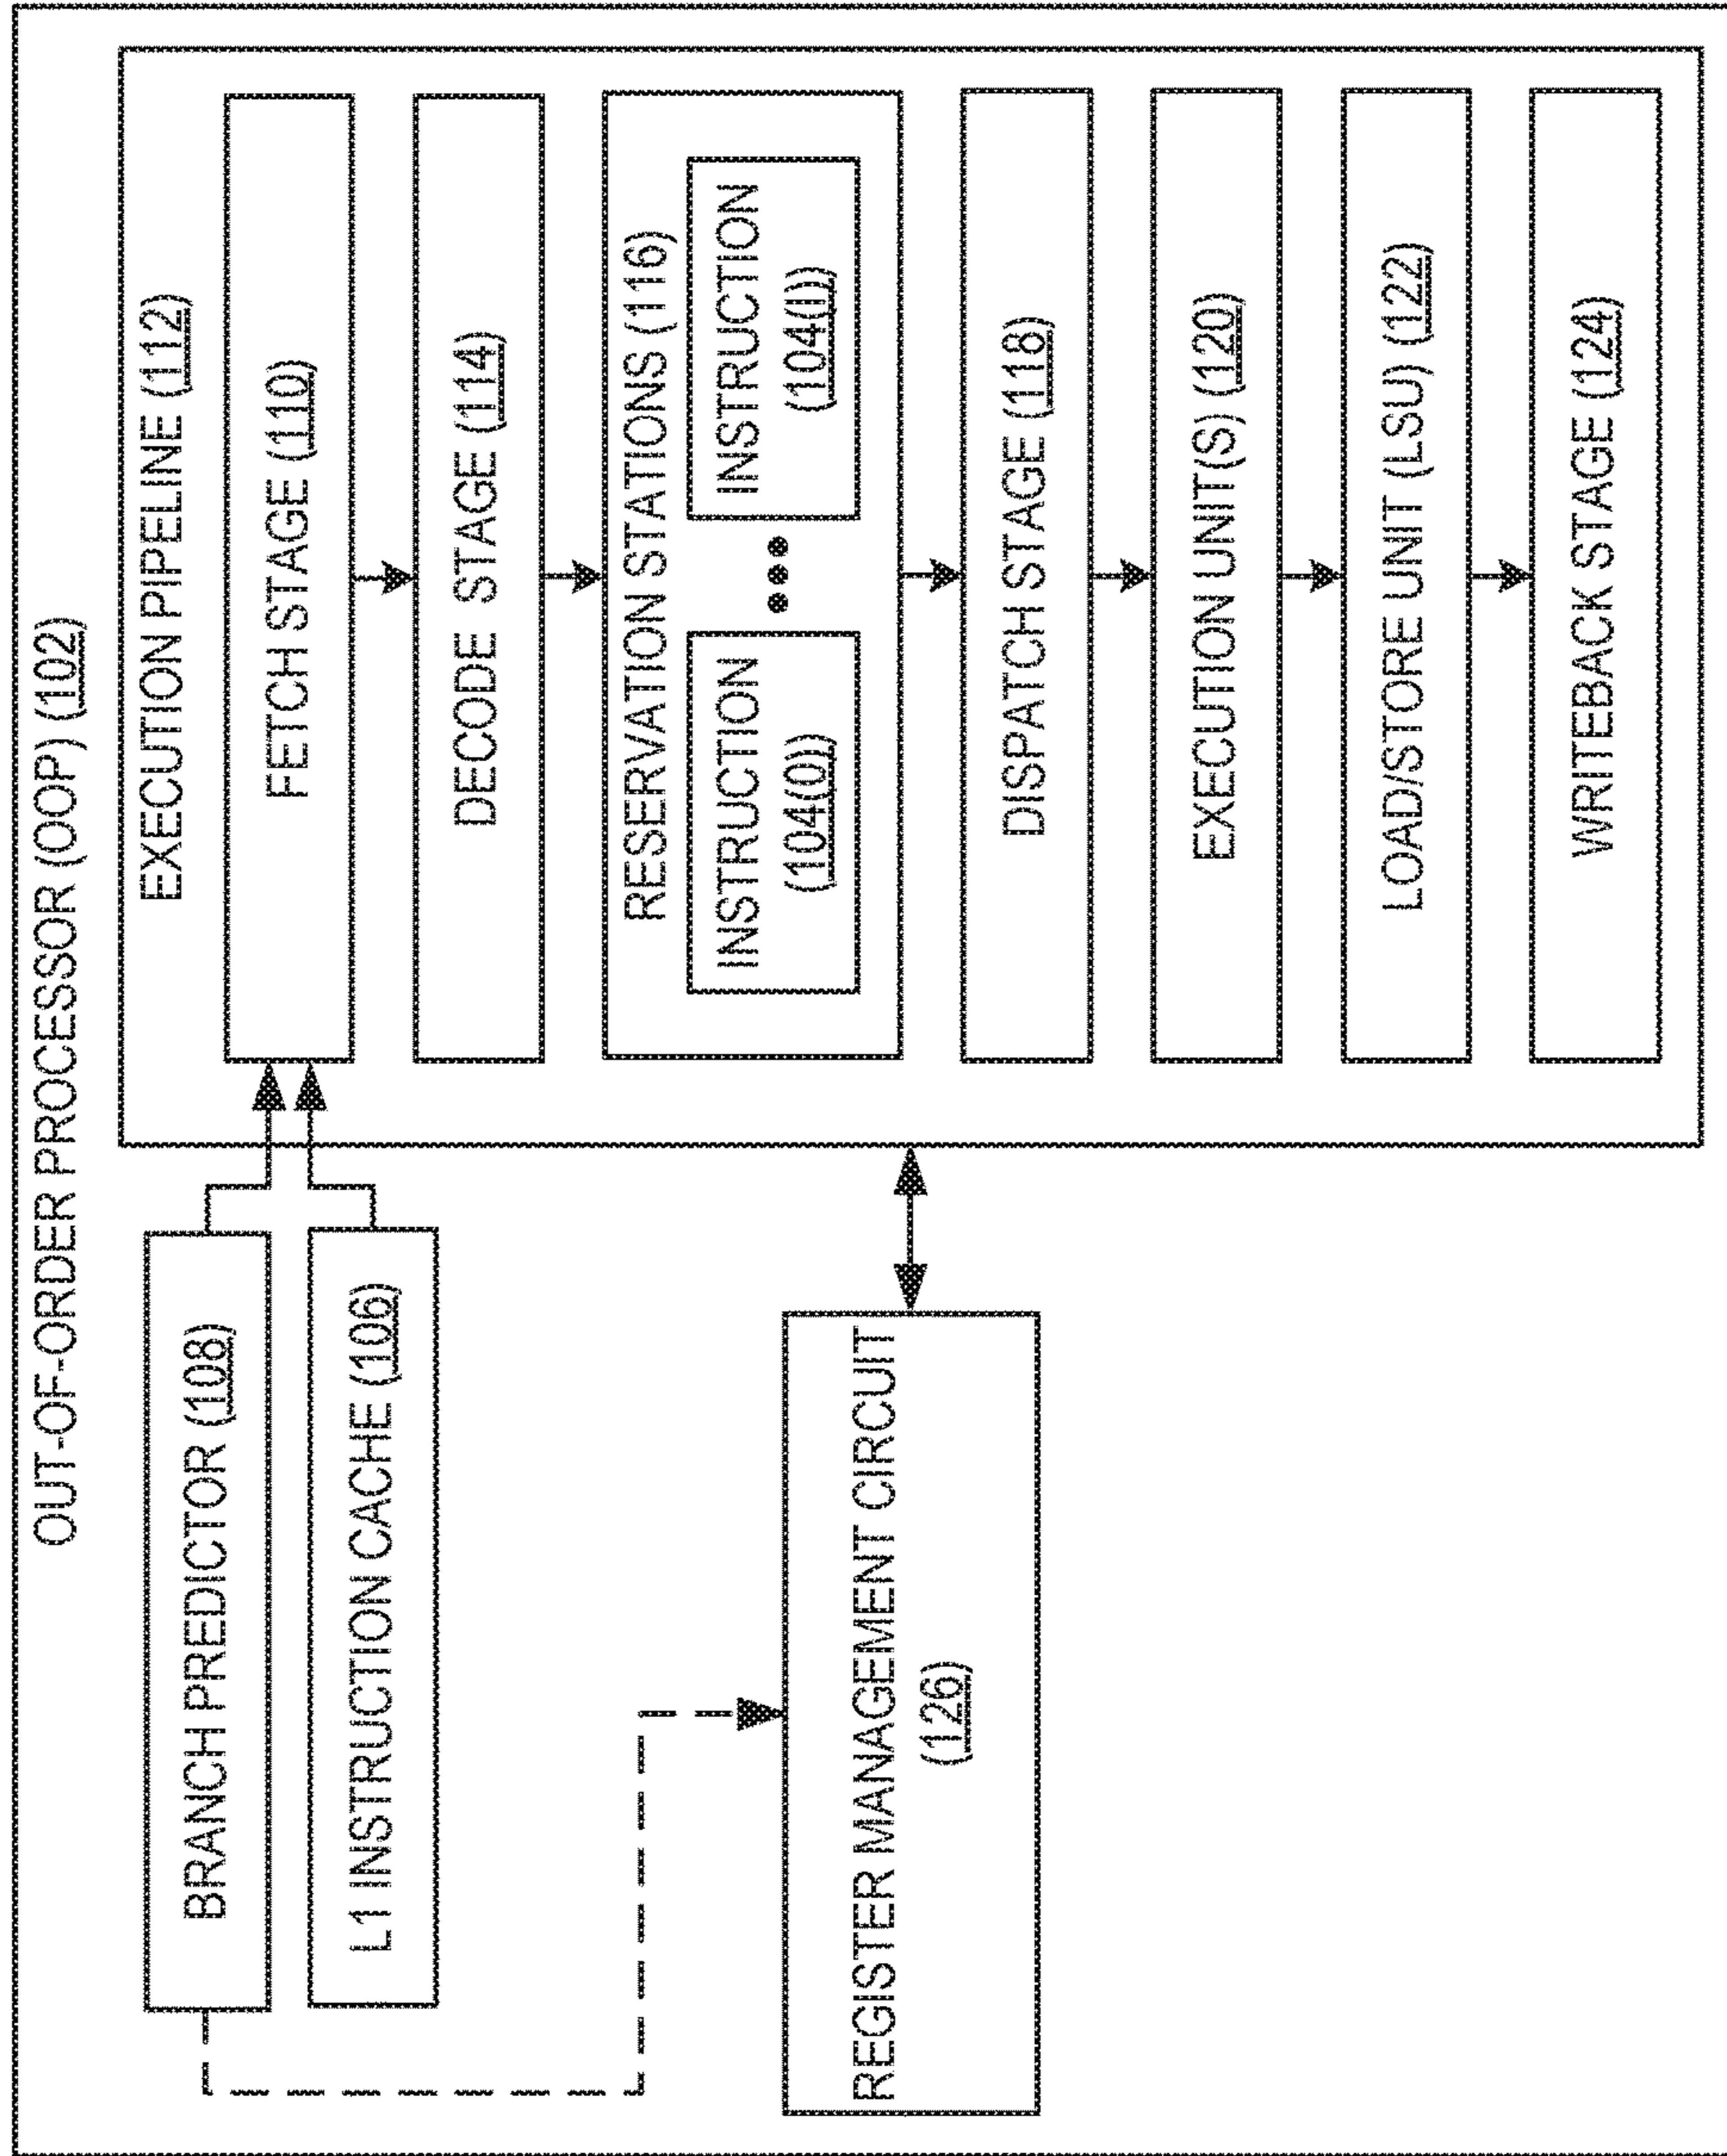 OUT-OF-ORDER PROCESSOR (OOP) (102)
BRANCH PREDICTOR (108)
L1 INSTRUCTION CACHE (106)
REGISTER MANAGEMENT CIRCUIT
(126)
EXECUTION PIPELINE (112)
FETCH STAGE (110)
DECODE STAGE (114)
RESERVATION STATIONS (116)
INSTRUCTION
(104(0))
INSTRUCTION
(104(I))
DISPATCH STAGE (118)
EXECUTION UNIT(S) (120)
LOAD/STORE UNIT (LSU) (122)
WRITEBACK STAGE (124)